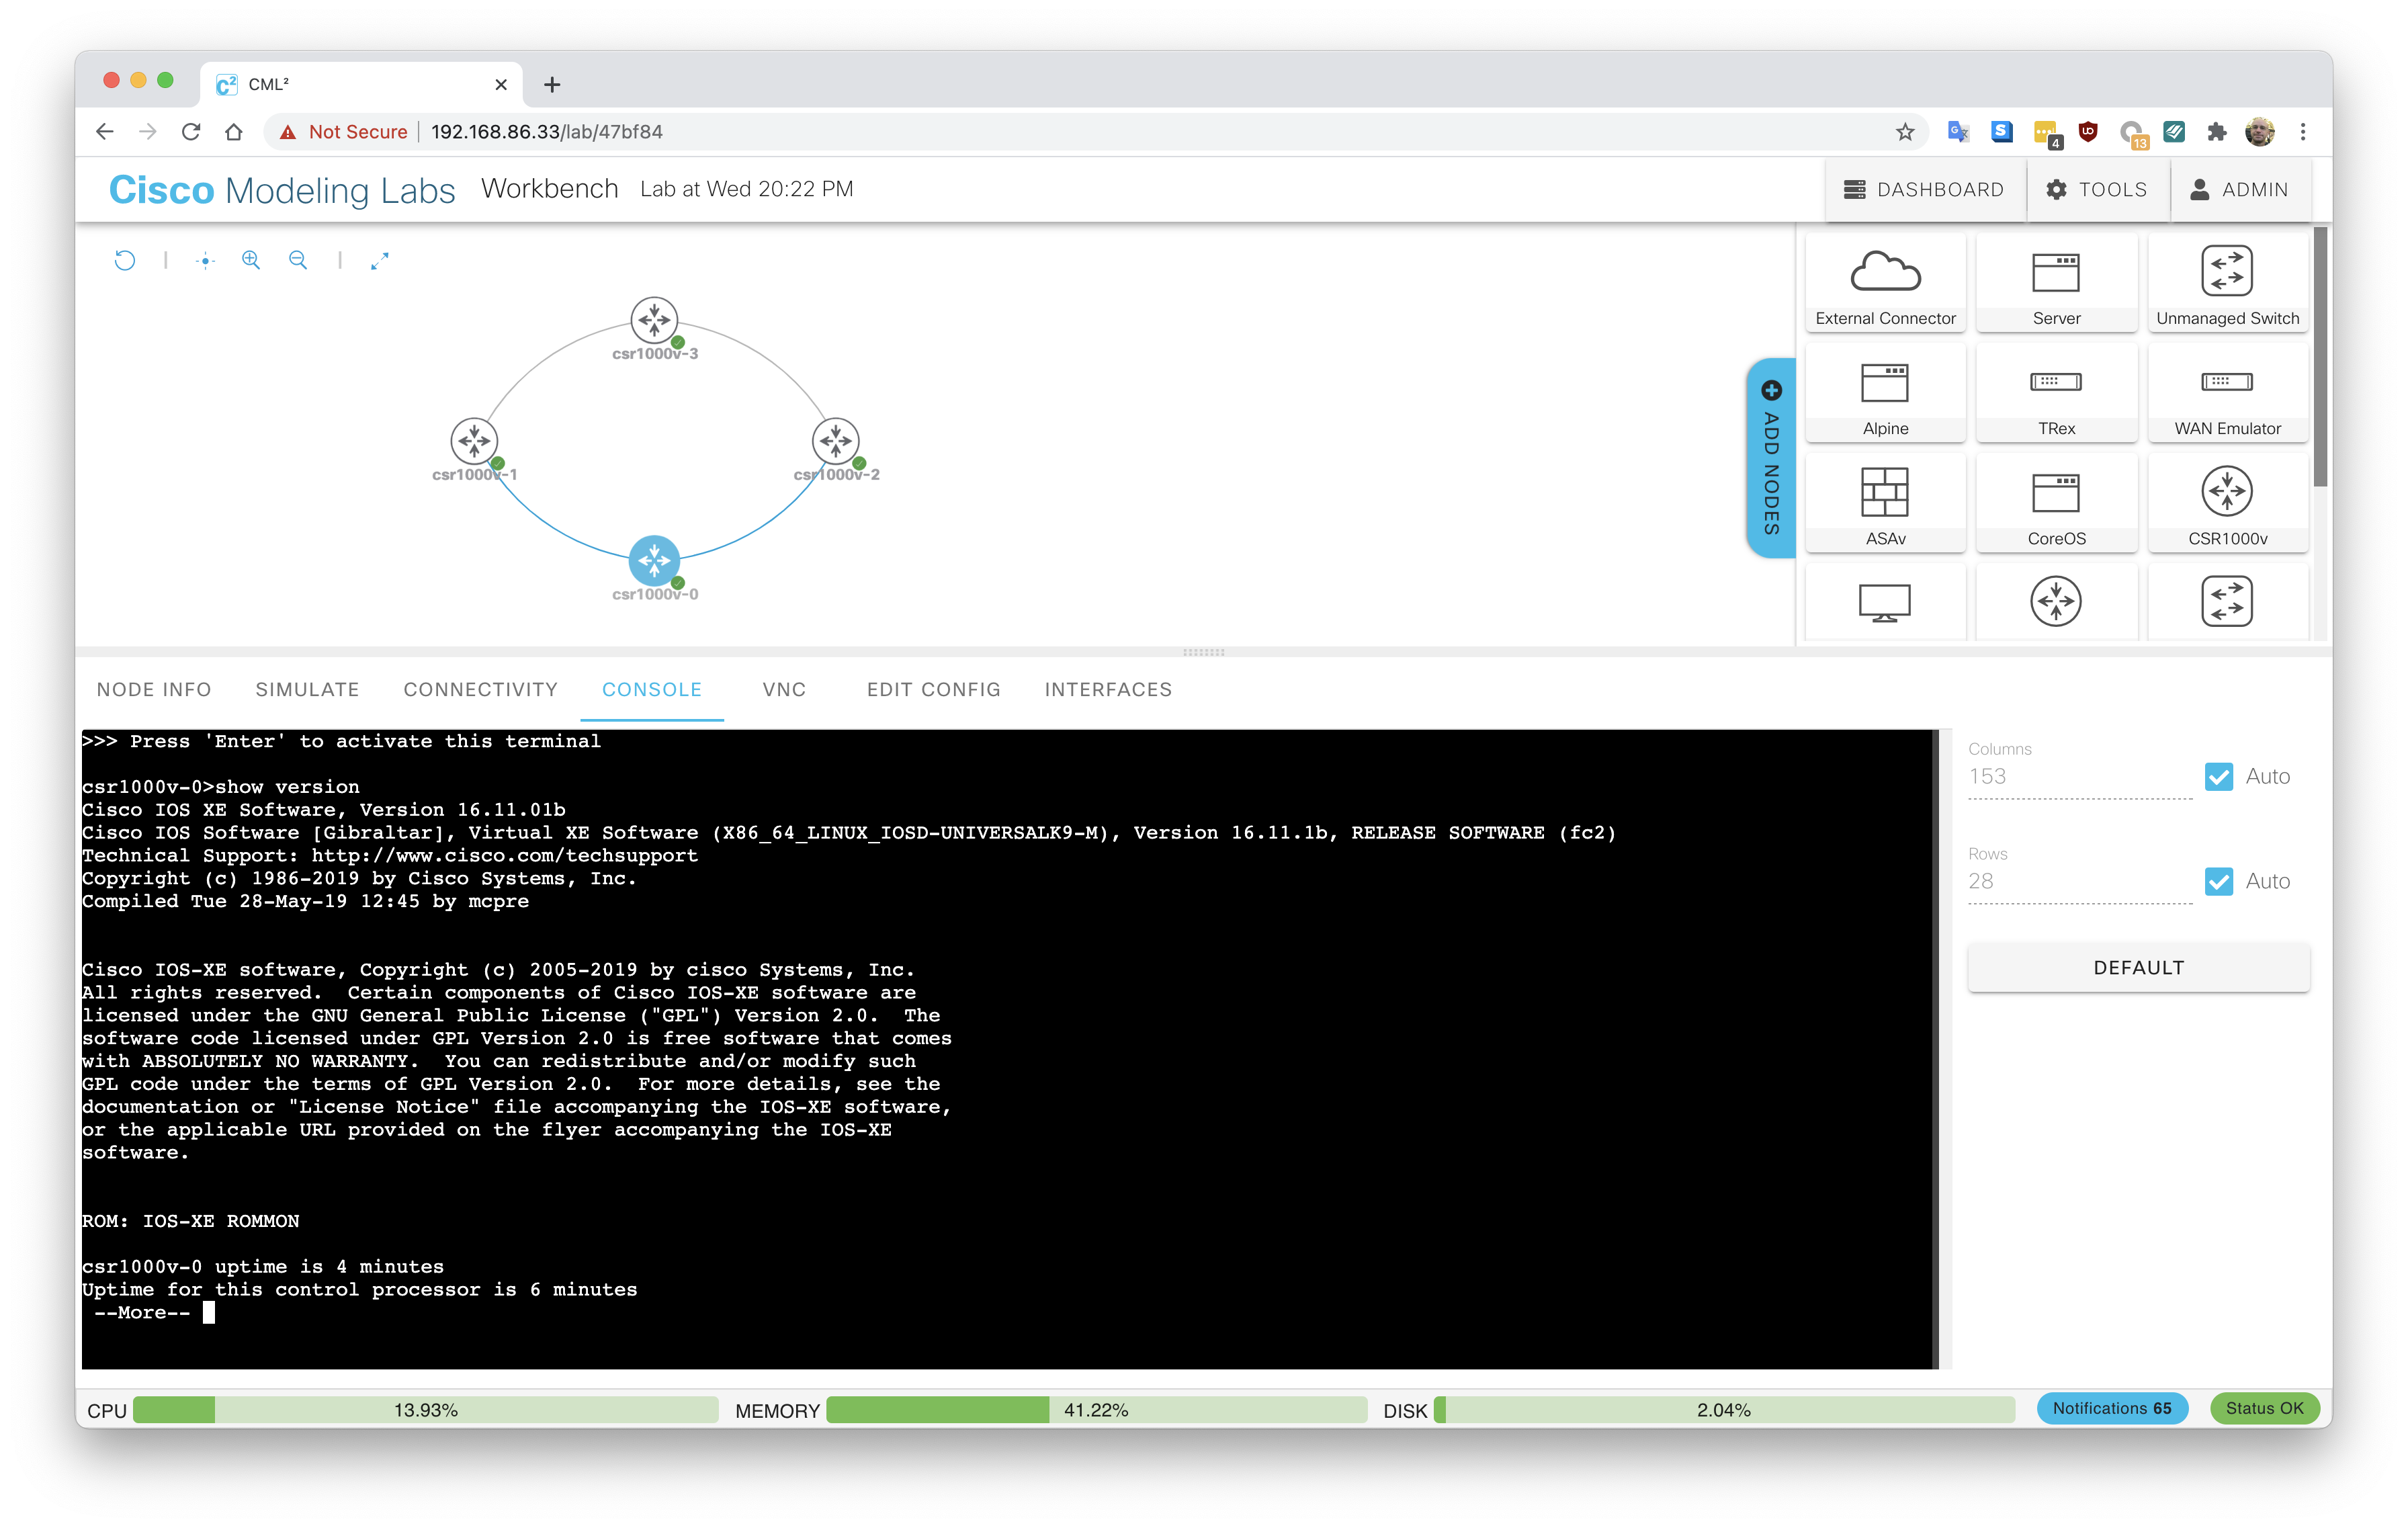 CML²
Not Secure 192.168.86.33/lab/47bf84
4
13
Cisco Modeling Labs Workbench Lab at Wed 20:22 PM
DASHBOARD TOOLS ADMIN
csr1000v-3
csr1000v-1
csr1000v-2
csr1000v-0
ADD NODES
External Connector Server Unmanaged Switch
Alpine TRex WAN Emulator
ASAv CoreOS CSR1000v
NODE INFO SIMULATE CONNECTIVITY CONSOLE VNC EDIT CONFIG INTERFACES
>>> Press 'Enter' to activate this terminal
csr1000v-0>show version
Cisco IOS XE Software, Version 16.11.01b
Cisco IOS Software [Gibraltar], Virtual XE Software (X86_64_LINUX_IOSD-UNIVERSALK9-M), Version 16.11.1b, RELEASE SOFTWARE (fc2)
Technical Support: http://www.cisco.com/techsupport
Copyright (c) 1986-2019 by Cisco Systems, Inc.
Compiled Tue 28-May-19 12:45 by mcpre
Cisco IOS-XE software, Copyright (c) 2005-2019 by cisco Systems, Inc.
All rights reserved.  Certain components of Cisco IOS-XE software are
licensed under the GNU General Public License ("GPL") Version 2.0.  The
software code licensed under GPL Version 2.0 is free software that comes
with ABSOLUTELY NO WARRANTY.  You can redistribute and/or modify such
GPL code under the terms of GPL Version 2.0.  For more details, see the
documentation or "License Notice" file accompanying the IOS-XE software,
or the applicable URL provided on the flyer accompanying the IOS-XE
software.
ROM: IOS-XE ROMMON
csr1000v-0 uptime is 4 minutes
Uptime for this control processor is 6 minutes
--More--
Columns
153 Auto
Rows
28 Auto
DEFAULT
CPU 13.93% MEMORY 41.22% DISK 2.04% Notifications 65 Status OK